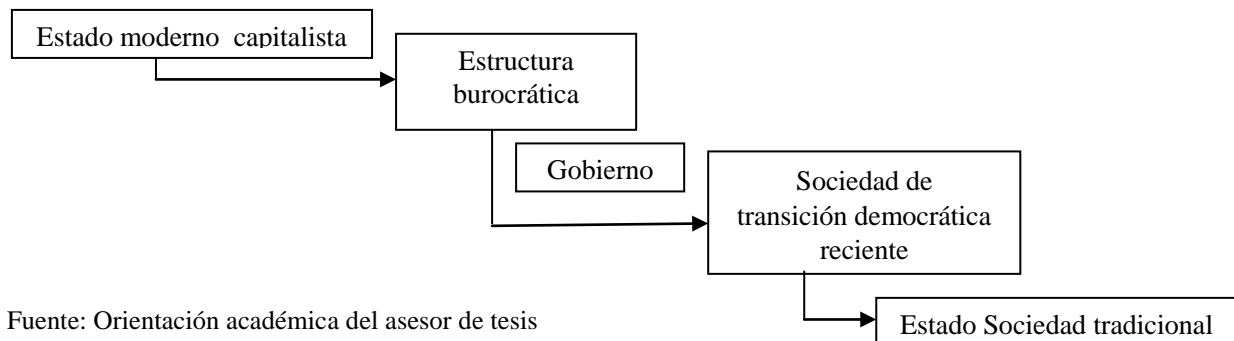 Estado moderno capitalista
Estructura
burocrática
Gobierno
Sociedad de
transición democrática
reciente
Fuente: Orientación académica del asesor de tesis
Estado Sociedad tradicional